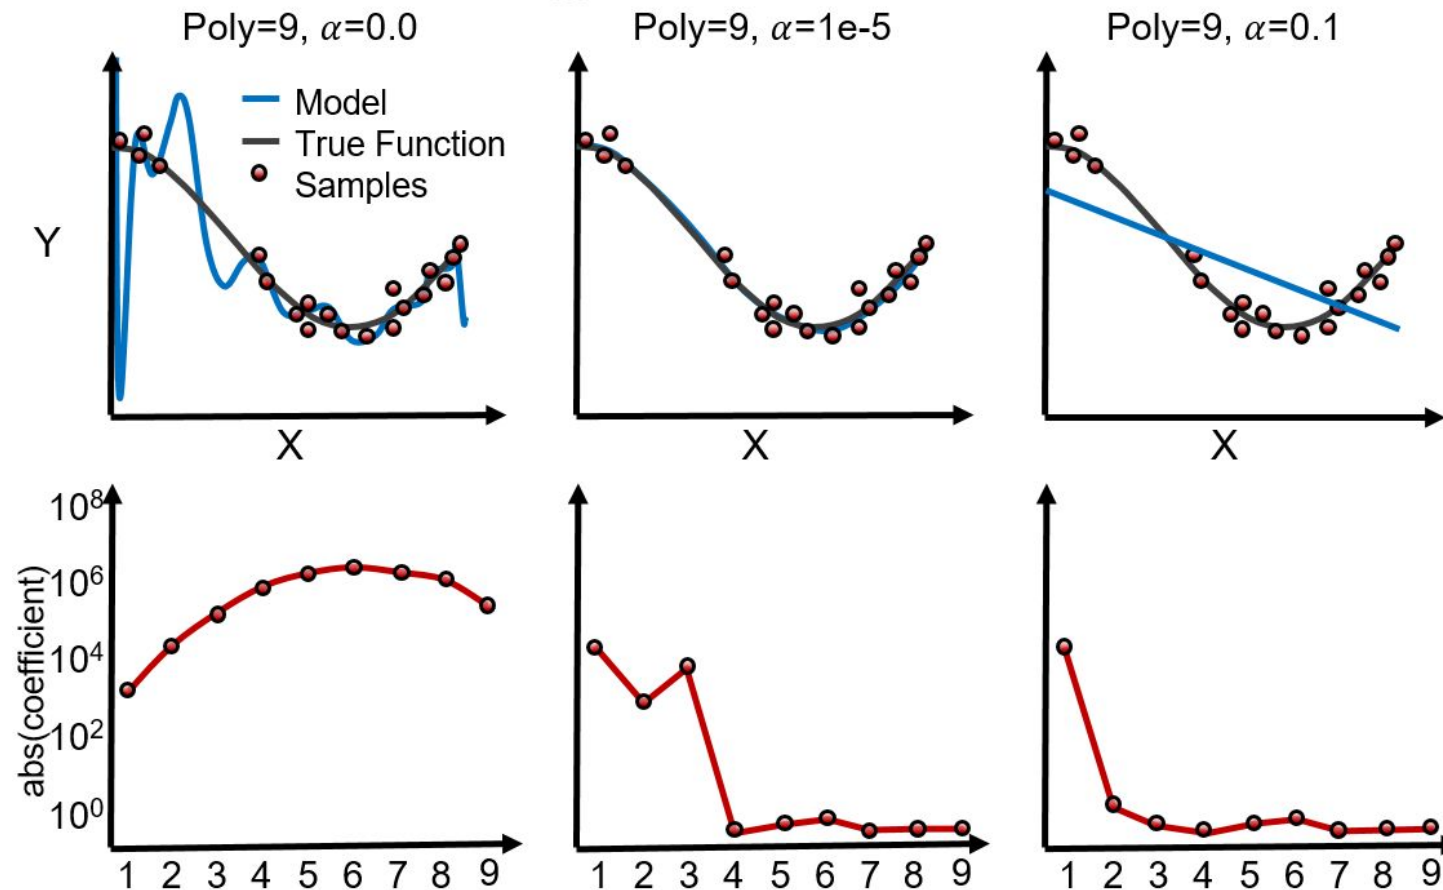 Poly=9, α=0.0
Poly=9, α=1e-5
Poly=9, α=0.1
Model
True Function
Samples
Y
X
X
X
abs(coefficient)
10⁸
10⁶
10⁴
10²
10⁰
1 2 3 4 5 6 7 8 9
1 2 3 4 5 6 7 8 9
1 2 3 4 5 6 7 8 9